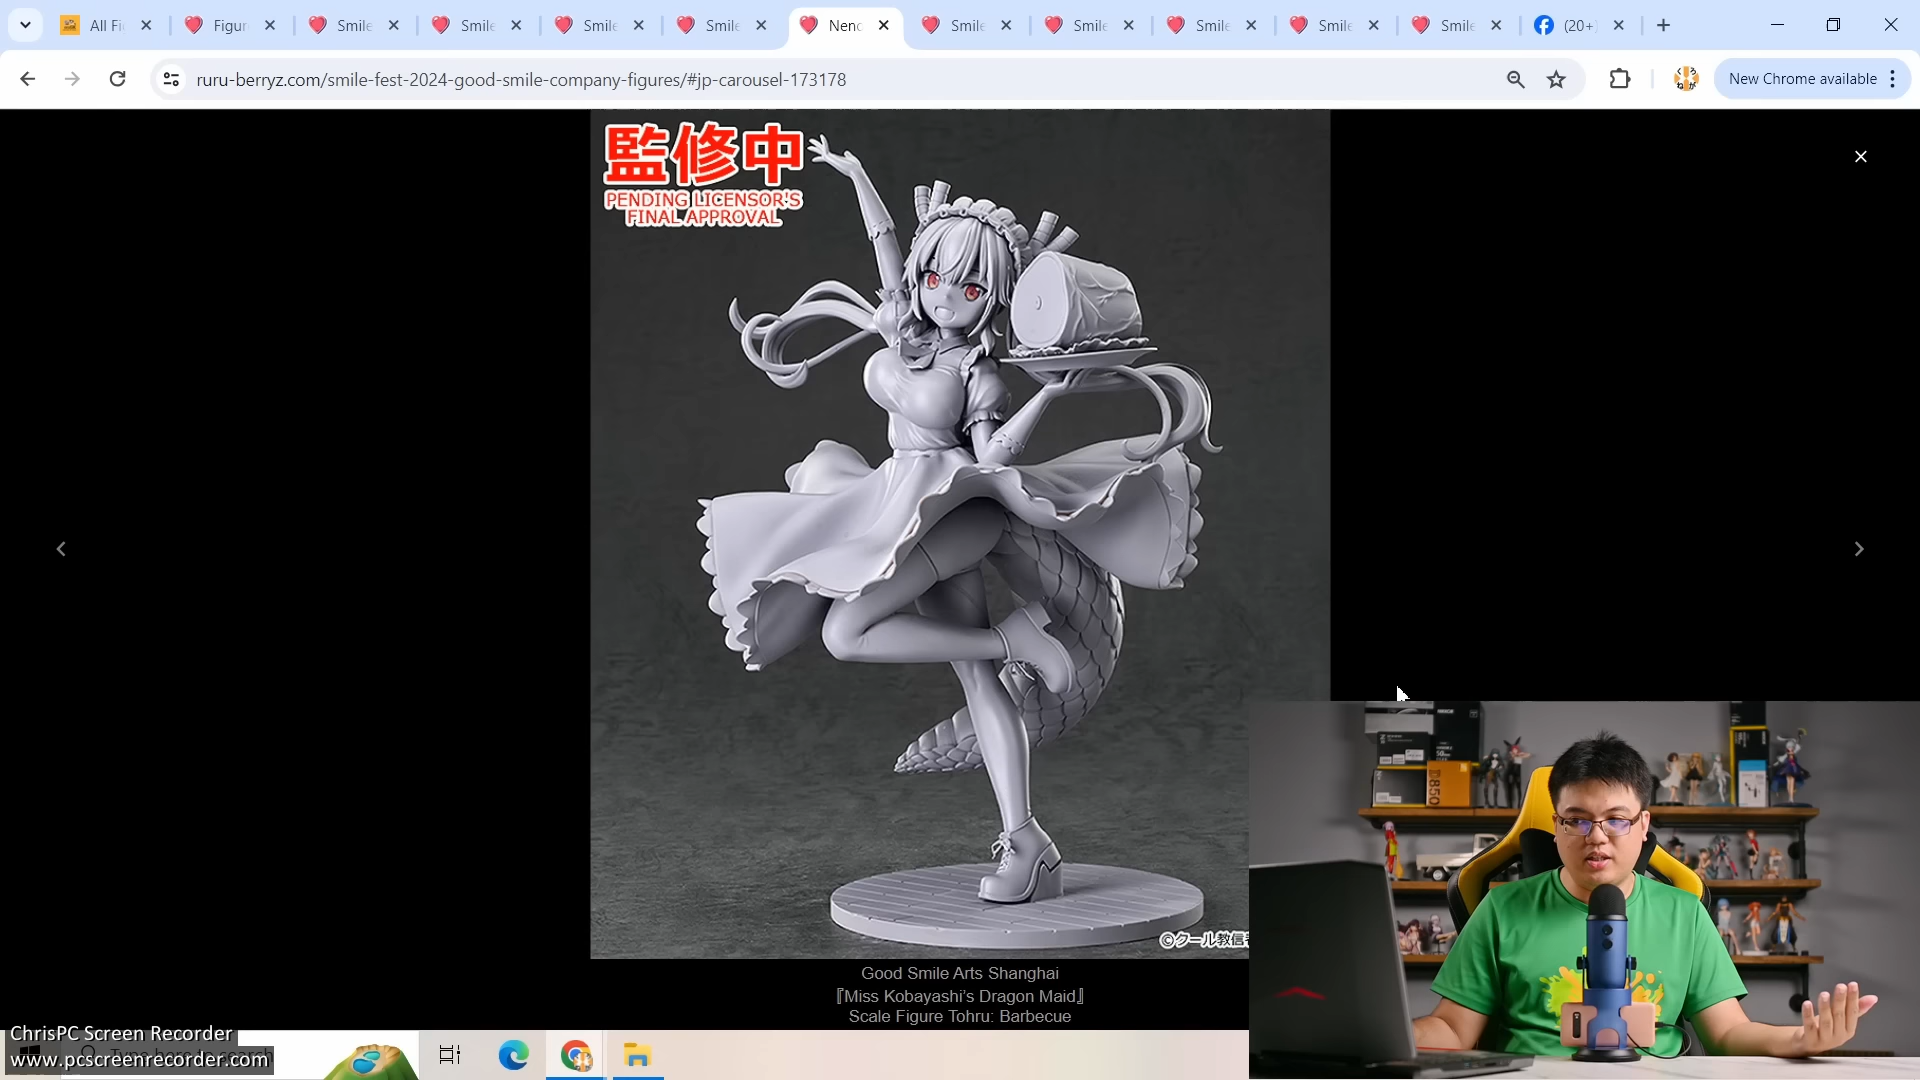 All Fi
Figur
Smile
Smile
Smile
Smile
Nenc
Smile
Smile
Smile
Smile
Smile
(20+)
ruru-berryz.com/smile-fest-2024-good-smile-company-figures/#jp-carousel-173178
New Chrome available
監修中
PENDING LICENSOR'S
FINAL APPROVAL
©クール教信
Good Smile Arts Shanghai
『Miss Kobayashi's Dragon Maid』
Scale Figure Tohru: Barbecue
ChrisPC Screen Recorder
www.pcscreenrecorder.com
D850